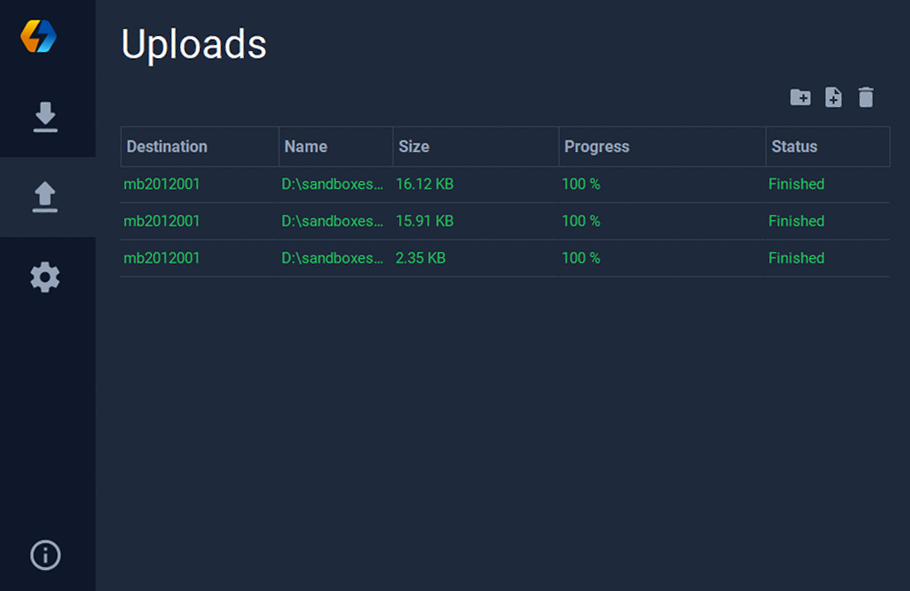 Uploads
Destination Name Size Progress Status
mb2012001 D:\sandboxes... 16.12 KB 100 % Finished
mb2012001 D:\sandboxes... 15.91 KB 100 % Finished
mb2012001 D:\sandboxes... 2.35 KB 100 % Finished